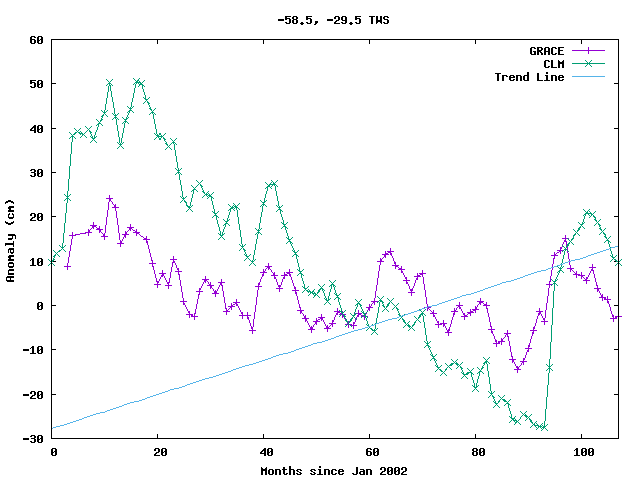 -58.5, -29.5 TWS
GRACE
CLM
Trend Line
Anomaly (cm)
60
50
40
30
20
10
0
-10
-20
-30
0 20 40 60 80 100
Months since Jan 2002